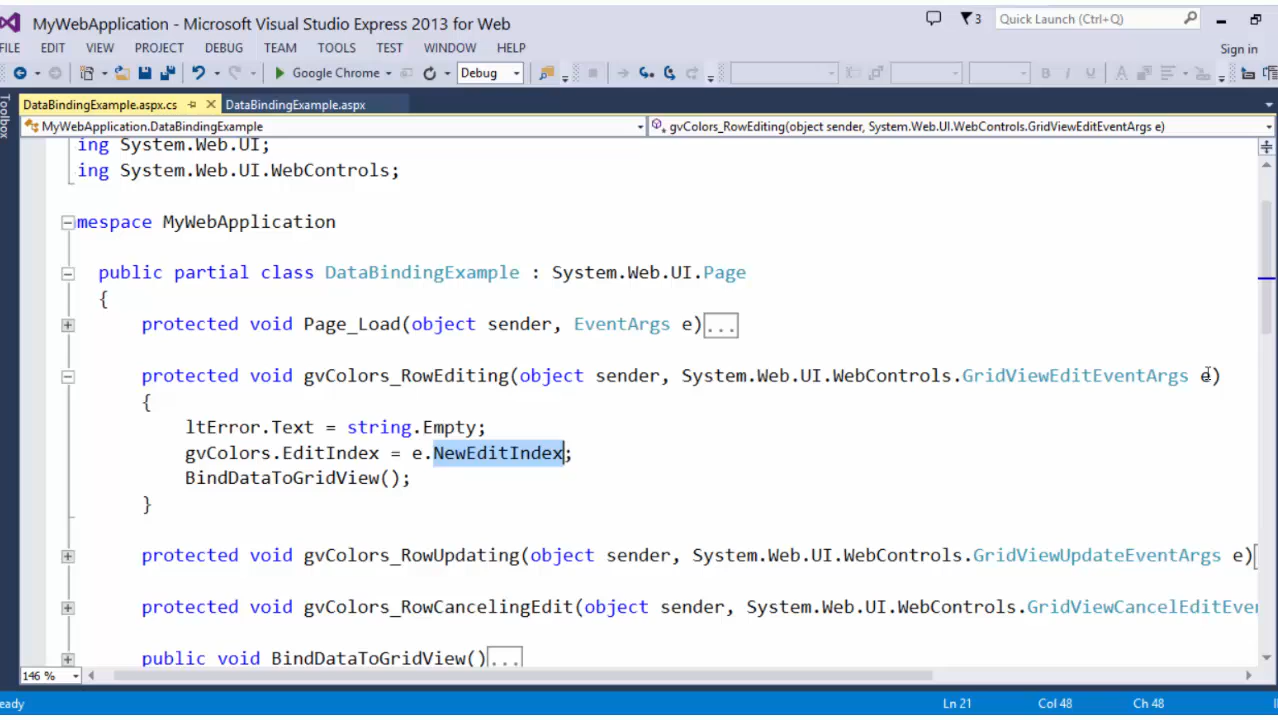 MyWebApplication - Microsoft Visual Studio Express 2013 for Web
3
Quick Launch (Ctrl+Q)
FILE EDIT VIEW PROJECT DEBUG TEAM TOOLS TEST WINDOW HELP
Sign in
Google Chrome
Debug
Toolbox
DataBindingExample.aspx.cs
DataBindingExample.aspx
MyWebApplication.DataBindingExample
gvColors_RowEditing(object sender, System.Web.UI.WebControls.GridViewEditEventArgs e)
ing System.Web.UI;
ing System.Web.UI.WebControls;
mespace MyWebApplication
public partial class DataBindingExample : System.Web.UI.Page
{
protected void Page_Load(object sender, EventArgs e)...
protected void gvColors_RowEditing(object sender, System.Web.UI.WebControls.GridViewEditEventArgs e)
{
ltError.Text = string.Empty;
gvColors.EditIndex = e.NewEditIndex;
BindDataToGridView();
}
protected void gvColors_RowUpdating(object sender, System.Web.UI.WebControls.GridViewUpdateEventArgs e)
protected void gvColors_RowCancelingEdit(object sender, System.Web.UI.WebControls.GridViewCancelEditEve
public void BindDataToGridView()...
146 %
eady
Ln 21
Col 48
Ch 48